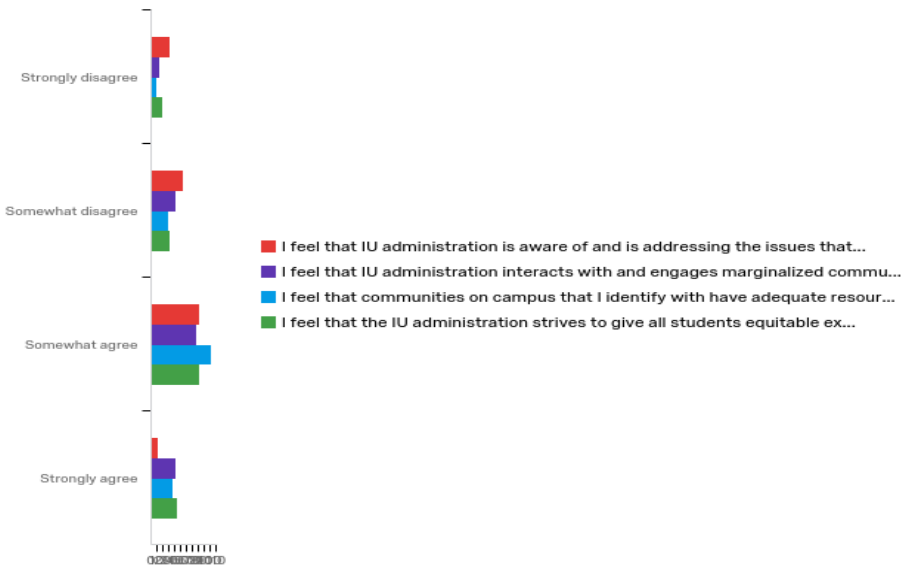 Strongly disagree
Somewhat disagree
Somewhat agree
Strongly agree
I feel that IU administration is aware of and is addressing the issues that...
I feel that IU administration interacts with and engages marginalized commu...
I feel that communities on campus that I identify with have adequate resour...
I feel that the IU administration strives to give all students equitable ex...